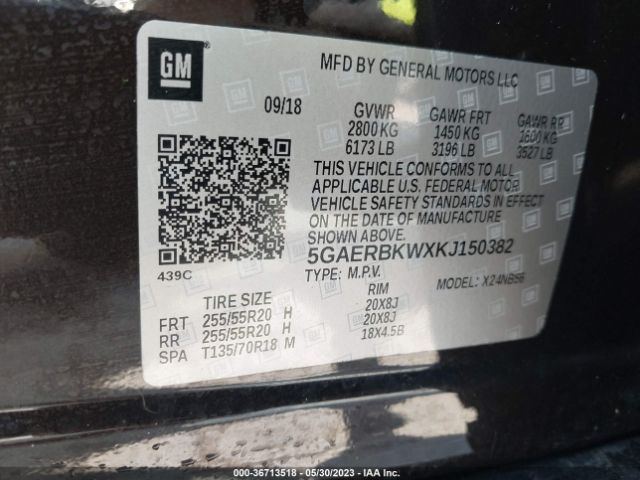 GM
MFD BY GENERAL MOTORS LLC
09/18 GVWR GAWR FRT GAWR RR
2800 KG 1450 KG 1600 KG
6173 LB 3196 LB 3527 LB
THIS VEHICLE CONFORMS TO ALL
APPLICABLE U.S. FEDERAL MOTOR
VEHICLE SAFETY STANDARDS IN EFFECT
ON THE DATE OF MANUFACTURE
SHOWN ABOVE.
439C
5GAERBKWXKJ150382
TYPE: M.P.V. MODEL: X24NB56
TIRE SIZE RIM
FRT 255/55R20 H 20X8J
RR 255/55R20 H 20X8J
SPA T135/70R18 M 18X4.5B
000-36713518 - 05/30/2023 - IAA Inc.